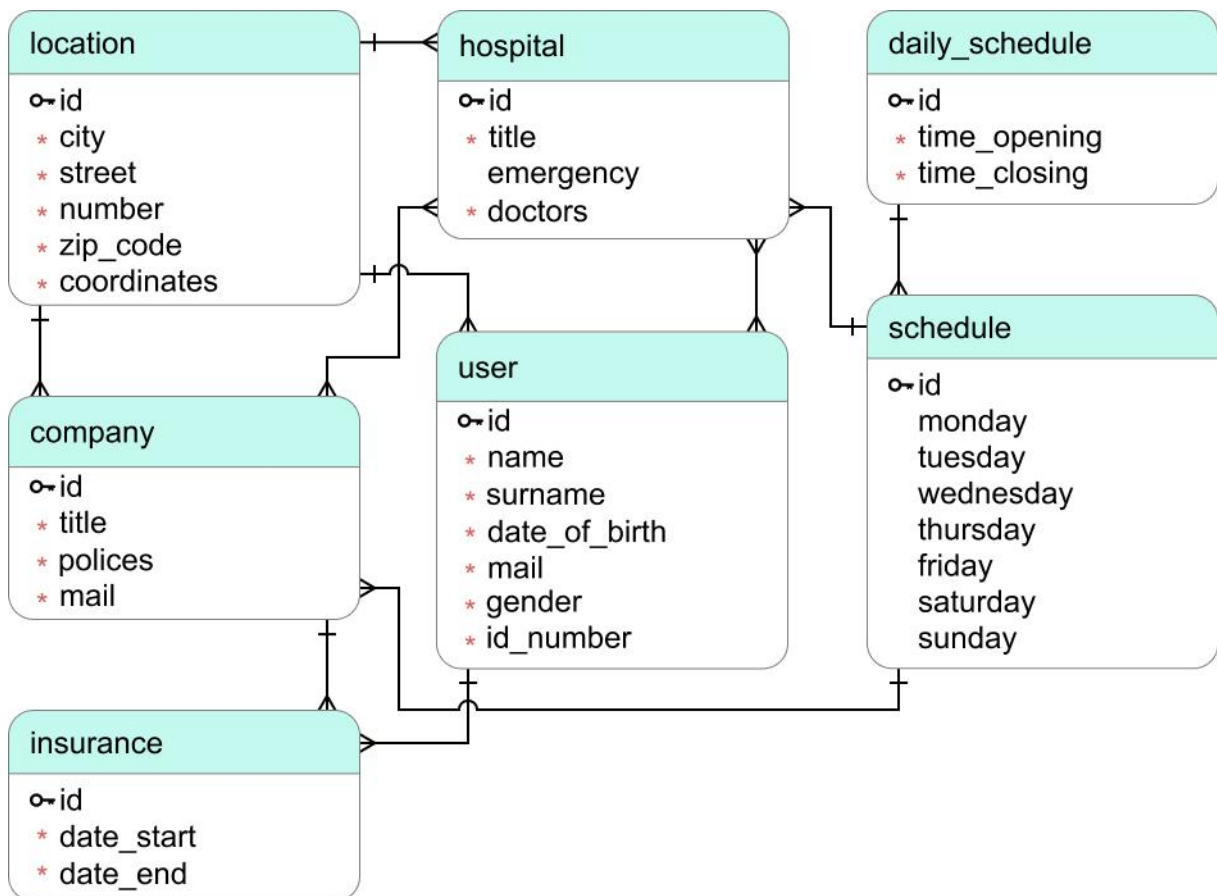 location
id
* city
* street
* number
* zip_code
* coordinates
hospital
id
* title
emergency
* doctors
daily_schedule
id
* time_opening
* time_closing
company
id
* title
* polices
* mail
user
id
* name
* surname
* date_of_birth
* mail
* gender
* id_number
schedule
id
monday
tuesday
wednesday
thursday
friday
saturday
sunday
insurance
id
* date_start
* date_end